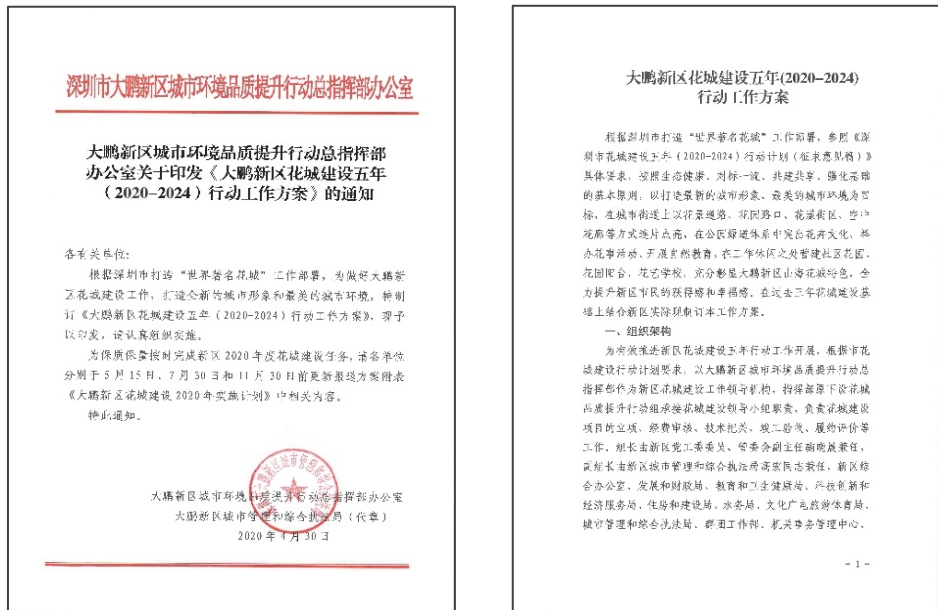 深圳市大鹏新区城市环境品质提升行动总指挥部办公室
大鹏新区城市环境品质提升行动总指挥部
办公室关于印发《大鹏新区花城建设五年
（2020-2024）行动工作方案》的通知
各有关单位：
根据深圳市打造“世界著名花城”工作部署，为做好大鹏新
区花城建设工作，打造全新的城市形象和最美的城市环境，特制
订《大鹏新区花城建设五年（2020-2024）行动工作方案》，现予
以印发，请认真组织实施。
为保质保量按时完成新区2020年度花城建设任务，请各单位
分别于5月15日、7月30日和11月30日前更新报送方案附表
《大鹏新区花城建设2020年实施计划》中相关内容。
特此通知。
大鹏新区城市环境品质提升行动总指挥部办公室
大鹏新区城市管理和综合执法局（代章）
2020年4月30日
大鹏新区花城建设五年(2020-2024)
行动工作方案
根据深圳市打造“世界著名花城”工作部署，参照《深
圳市花城建设五年（2020-2024）行动计划（征求意见稿）》
具体要求，按照生态健康、对标一流、共建共享、强化基础
的基本原则，以打造最新的城市形象、最美的城市环境为目
标，在城市街道上以花景道路、花园路口、花漾街区、空中
花廊等方式连片点亮，在公园绿道体系中突出花卉文化、举
办花事活动、开展自然教育，在工作休闲之处营建社区花园、
花园阳台、花艺学校，充分彰显大鹏新区山海花城特色，全
力提升新区市民的获得感和幸福感。在过去三年花城建设基
础上结合新区实际现制订本工作方案。
一、组织架构
为有效推进新区花城建设五年行动工作开展，根据市花
城建设行动计划要求，以大鹏新区城市环境品质提升行动总
指挥部作为新区花城建设工作领导机构，指挥部原下设花城
品质提升行动组承接花城建设领导小组职责，负责花城建设
项目的立项、经费审核、技术把关、竣工验收、履约评价等
工作。组长由新区党工委委员、管委会副主任 兼任，
副组长由新区城市管理和综合执法局 同志兼任，新区综
合办公室、发展和财政局、教育和卫生健康局、科技创新和
经济服务局、住房和建设局、水务局、文化广电旅游体育局、
城市管理和综合执法局、群团工作部、机关事务管理中心、
- 1 -